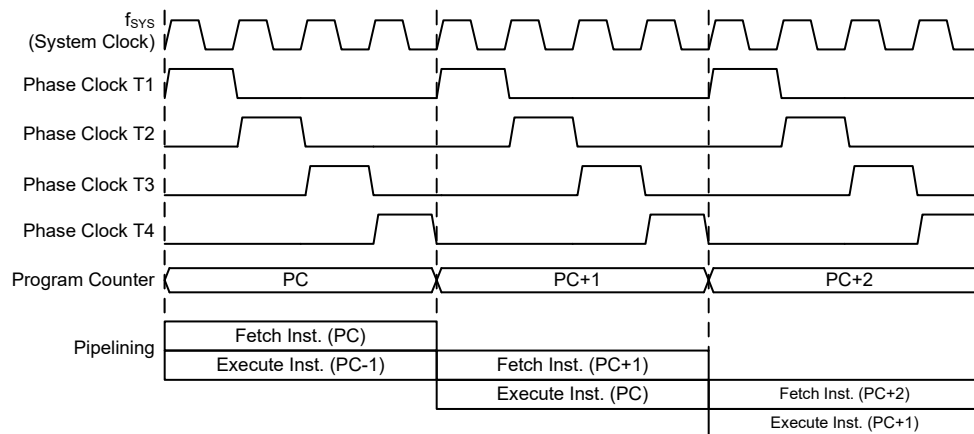 fSYS
(System Clock)
Phase Clock T1
Phase Clock T2
Phase Clock T3
Phase Clock T4
Program Counter PC PC+1 PC+2
Pipelining
Fetch Inst. (PC)
Execute Inst. (PC-1) Fetch Inst. (PC+1)
Execute Inst. (PC) Fetch Inst. (PC+2)
Execute Inst. (PC+1)